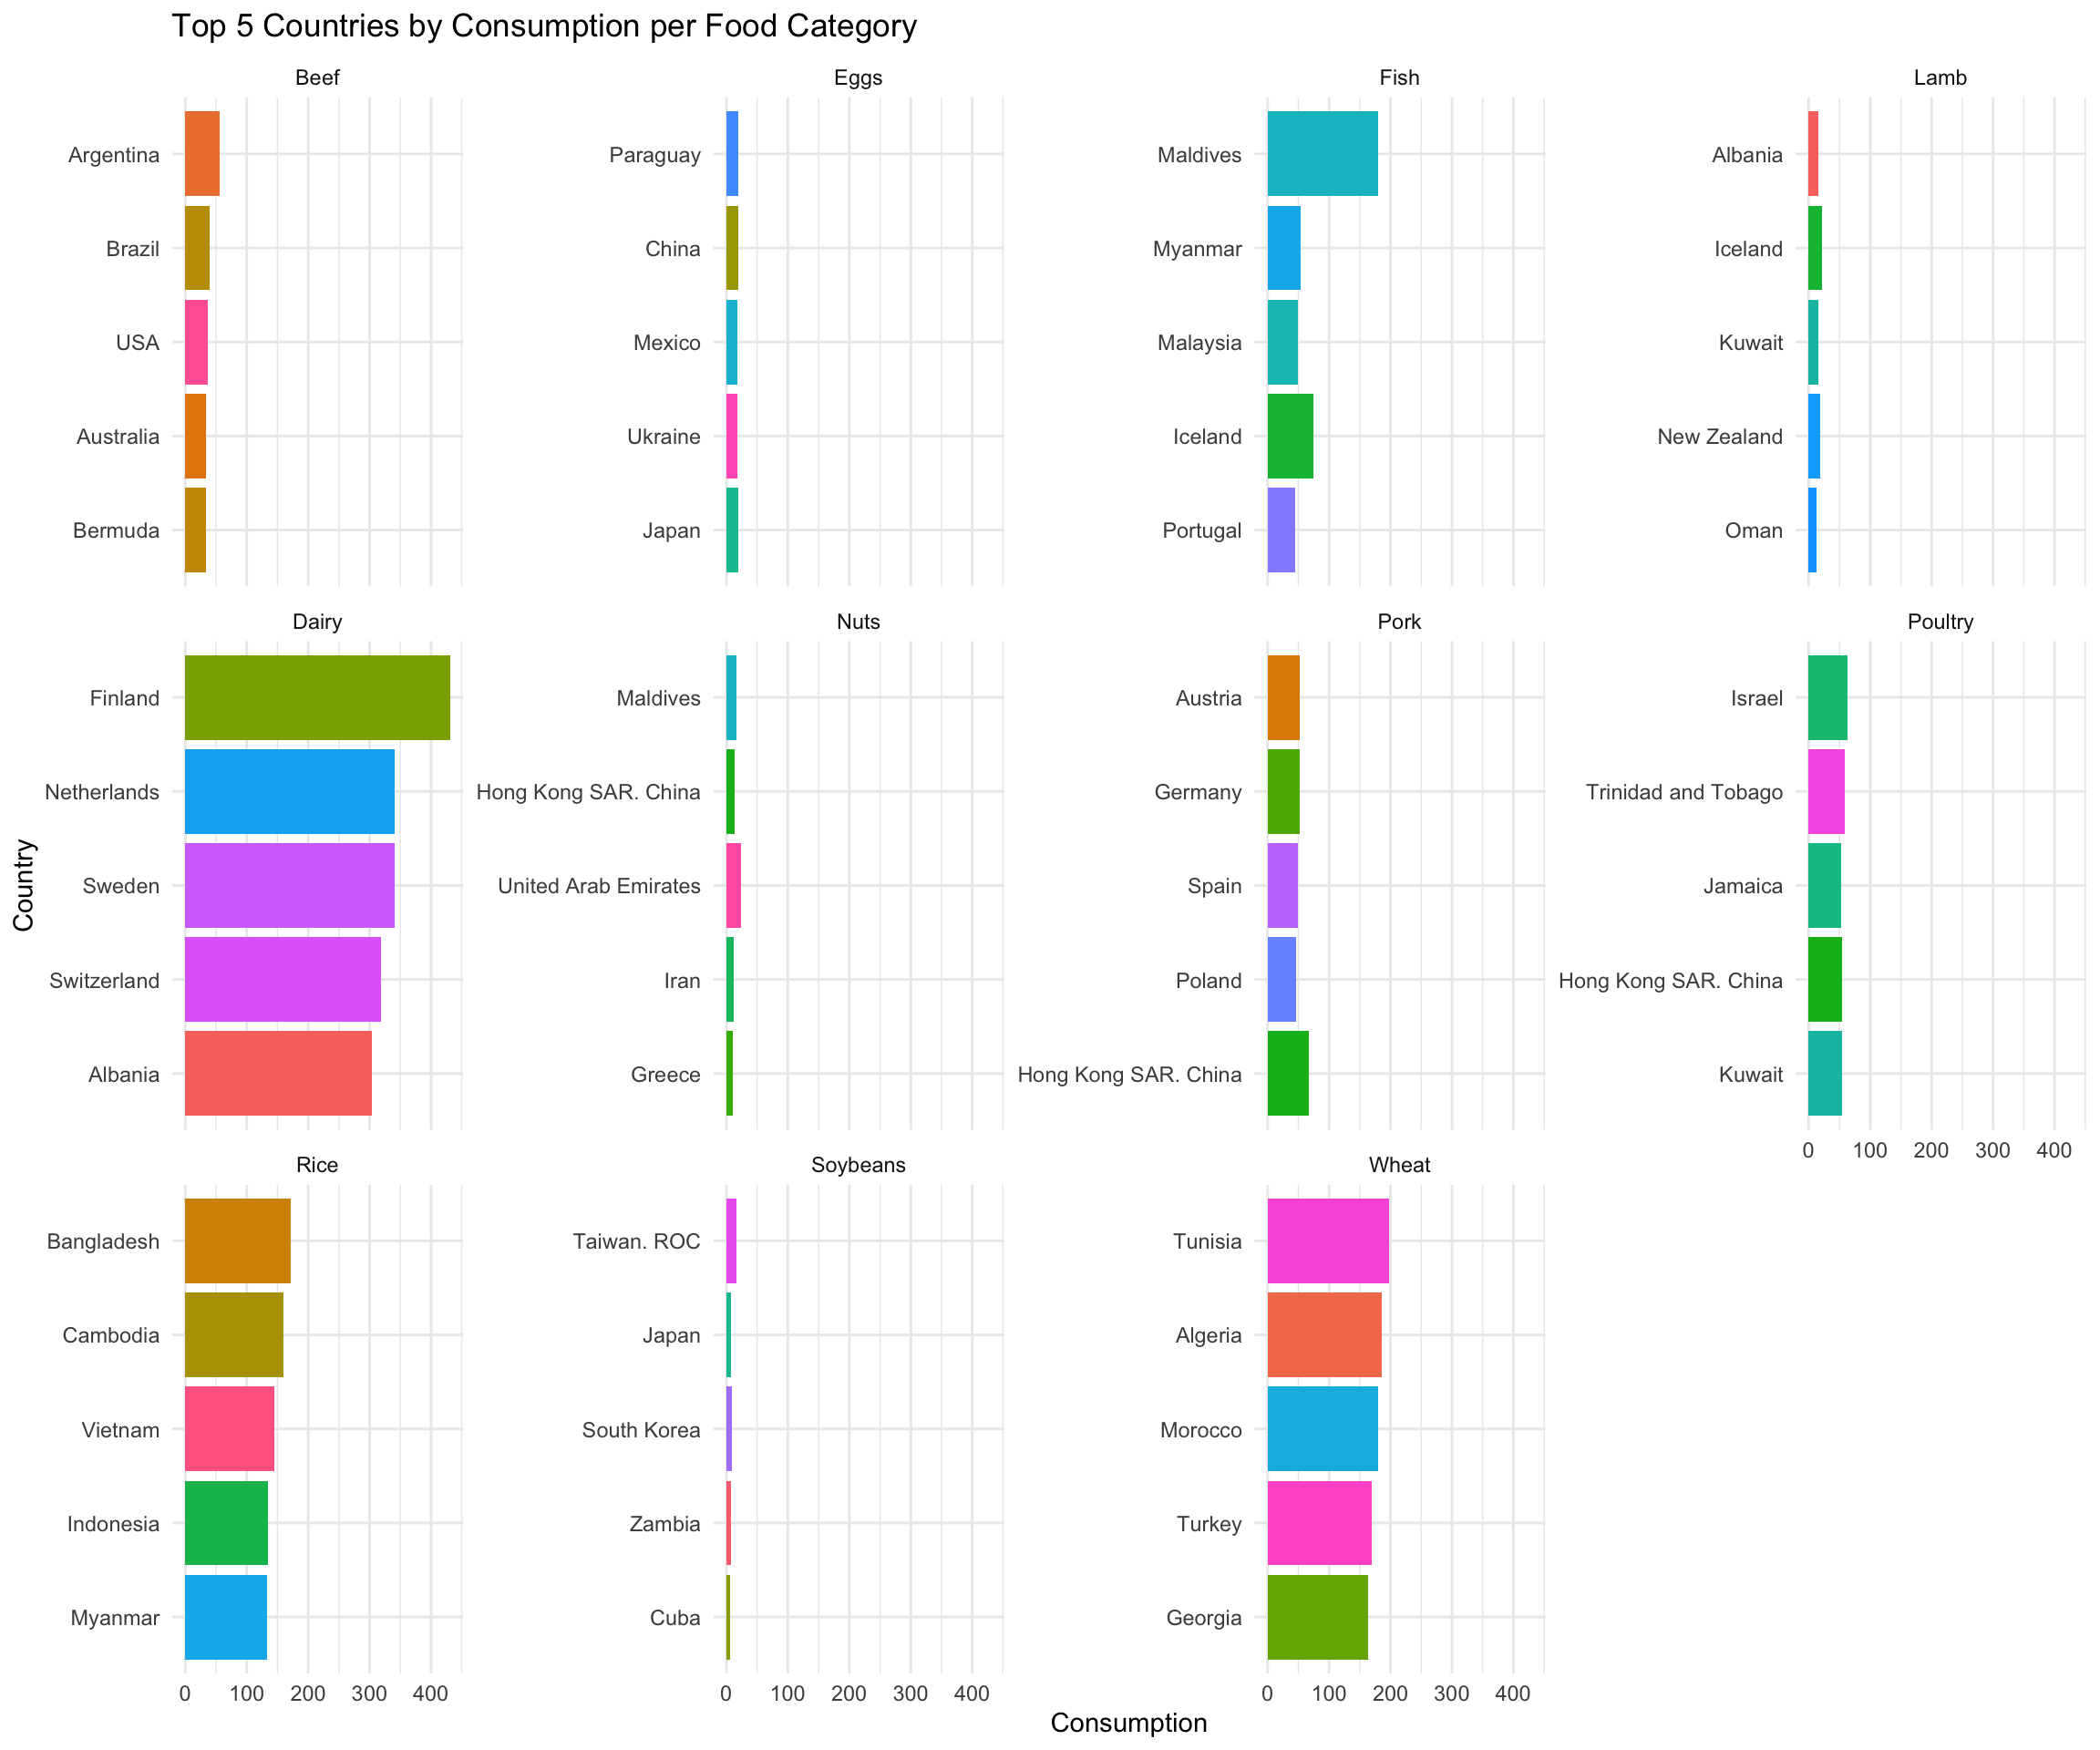 Top 5 Countries by Consumption per Food Category
Beef
Argentina
Brazil
USA
Australia
Bermuda
Eggs
Paraguay
China
Mexico
Ukraine
Japan
Fish
Maldives
Myanmar
Malaysia
Iceland
Portugal
Lamb
Albania
Iceland
Kuwait
New Zealand
Oman
Country
Dairy
Finland
Netherlands
Sweden
Switzerland
Albania
Nuts
Maldives
Hong Kong SAR. China
United Arab Emirates
Iran
Greece
Pork
Austria
Germany
Spain
Poland
Hong Kong SAR. China
Poultry
Israel
Trinidad and Tobago
Jamaica
Hong Kong SAR. China
Kuwait
0 100 200 300 400
Rice
Bangladesh
Cambodia
Vietnam
Indonesia
Myanmar
0 100 200 300 400
Soybeans
Taiwan. ROC
Japan
South Korea
Zambia
Cuba
0 100 200 300 400
Wheat
Tunisia
Algeria
Morocco
Turkey
Georgia
0 100 200 300 400
Consumption